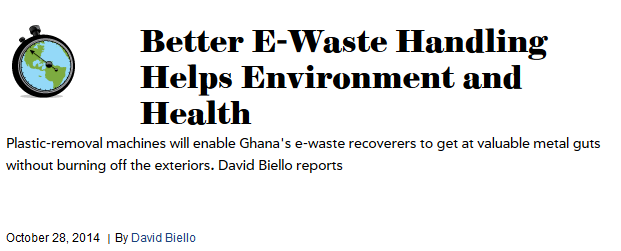 Better E-Waste Handling
Helps Environment and
Health
Plastic-removal machines will enable Ghana's e-waste recoverers to get at valuable metal guts
without burning off the exteriors. David Biello reports
October 28, 2014 | By David Biello